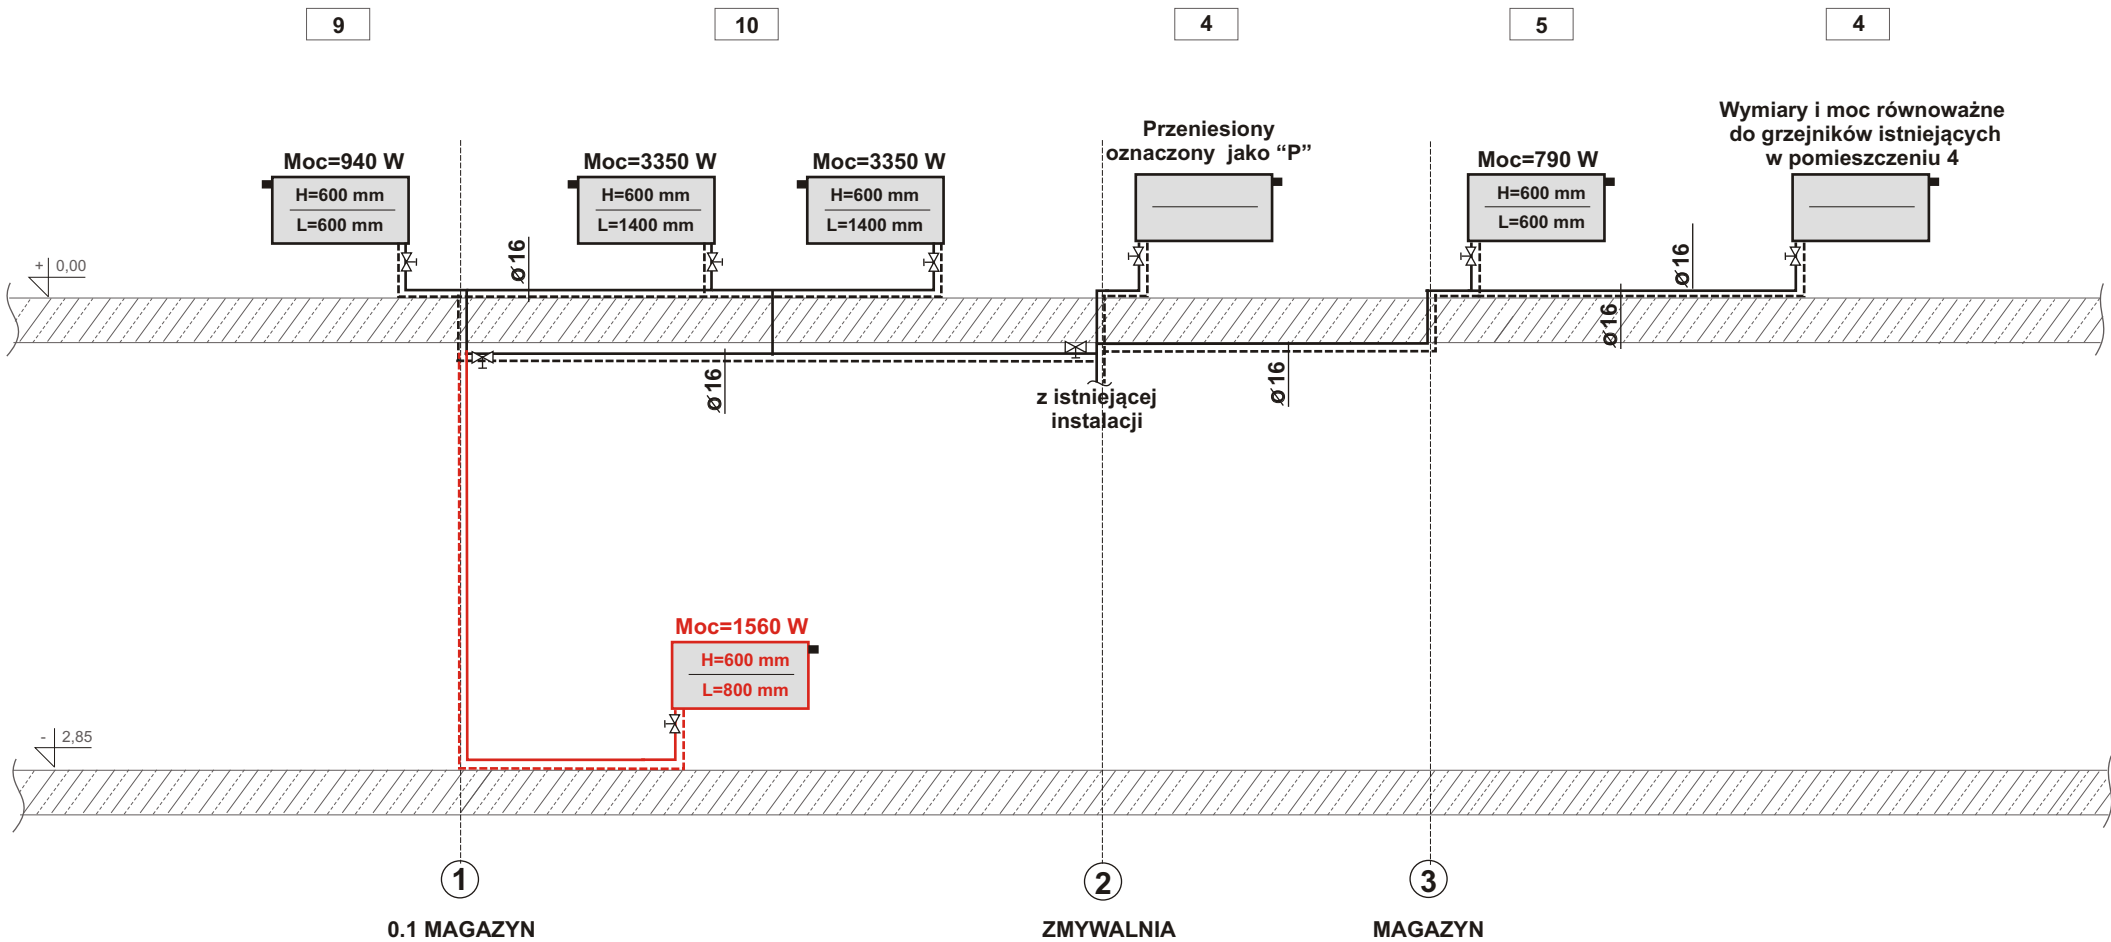 9
10
4
5
4
Moc=940 W
H=600 mm
L=600 mm
Moc=3350 W
H=600 mm
L=1400 mm
Moc=3350 W
H=600 mm
L=1400 mm
Przeniesiony
oznaczony jako “P”
Moc=790 W
H=600 mm
L=600 mm
Wymiary i moc równoważne
do grzejników istniejących
w pomieszczeniu 4
+ 0,00
ø16
ø16
ø16
ø16
ø16
z istniejącej
instalacji
Moc=1560 W
H=600 mm
L=800 mm
- 2,85
1
2
3
0.1 MAGAZYN
ZMYWALNIA
MAGAZYN